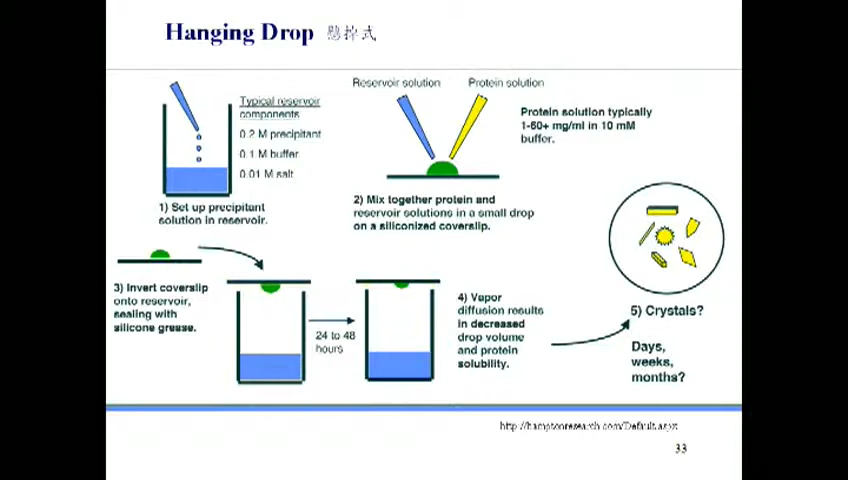 Hanging Drop 懸掉式
Reservoir solution
Protein solution
Typical reservoir
components
0.2 M precipitant
0.1 M buffer
0.01 M salt
Protein solution typically
1-60+ mg/ml in 10 mM
buffer.
1) Set up precipitant
solution in reservoir.
2) Mix together protein and
reservoir solutions in a small drop
on a siliconized coverslip.
3) Invert coverslip
onto reservoir,
sealing with
silicone grease.
24 to 48
hours
4) Vapor
diffusion results
in decreased
drop volume
and protein
solubility.
5) Crystals?
Days,
weeks,
months?
http://hamptonresearch.com/Default.aspx
33